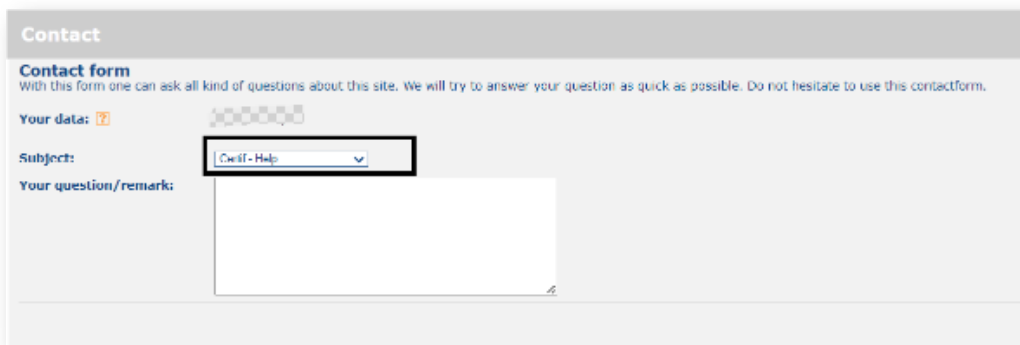 Contact
Contact form
With this form one can ask all kind of questions about this site. We will try to answer your question as quick as possible. Do not hesitate to use this contactform.
Your data: ?
Subject: Certif - Help
Your question/remark: